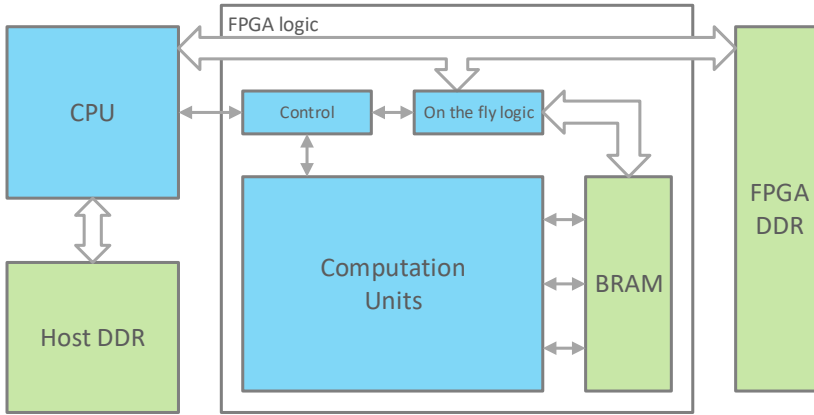 FPGA logic
CPU
Control
On the fly logic
FPGA
DDR
Computation
Units
BRAM
Host DDR